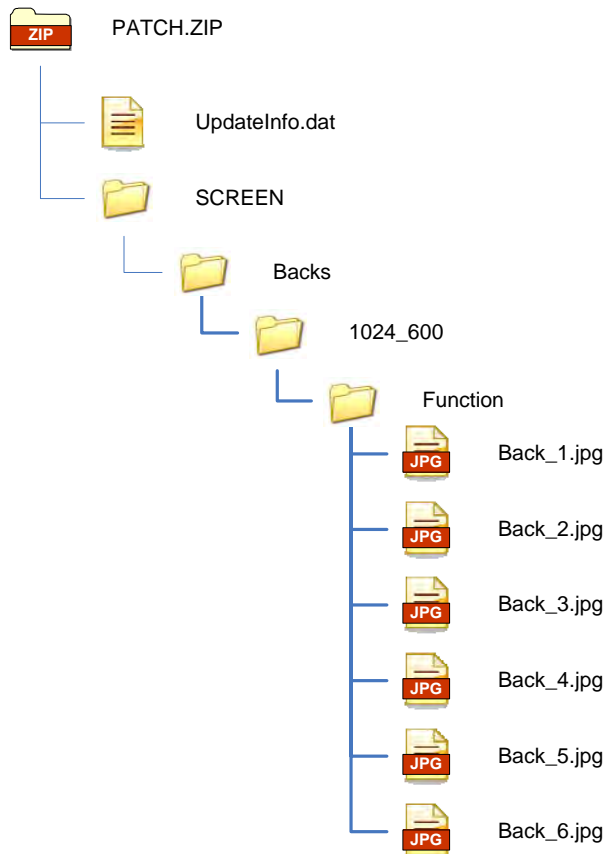 ZIP PATCH.ZIP
UpdateInfo.dat
SCREEN
Backs
1024_600
Function
JPG Back_1.jpg
JPG Back_2.jpg
JPG Back_3.jpg
JPG Back_4.jpg
JPG Back_5.jpg
JPG Back_6.jpg